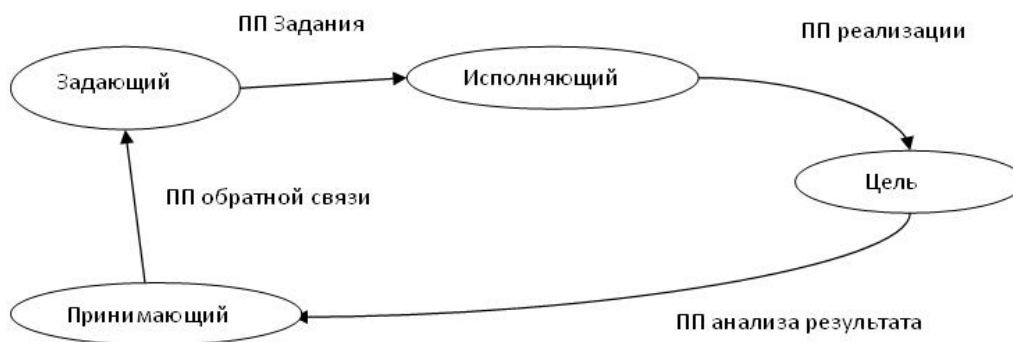 ПП Задания
ПП реализации
Задающий
Исполняющий
Цель
ПП обратной связи
Принимающий
ПП анализа результата